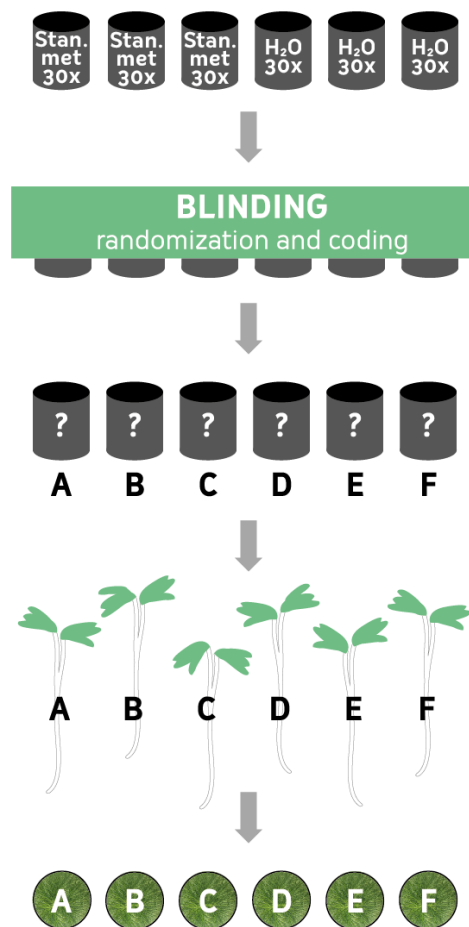 Stan. met 30x
Stan. met 30x
Stan. met 30x
H₂O 30x
H₂O 30x
H₂O 30x
BLINDING
randomization and coding
? ? ? ? ? ?
A B C D E F
A B C D E F
A B C D E F